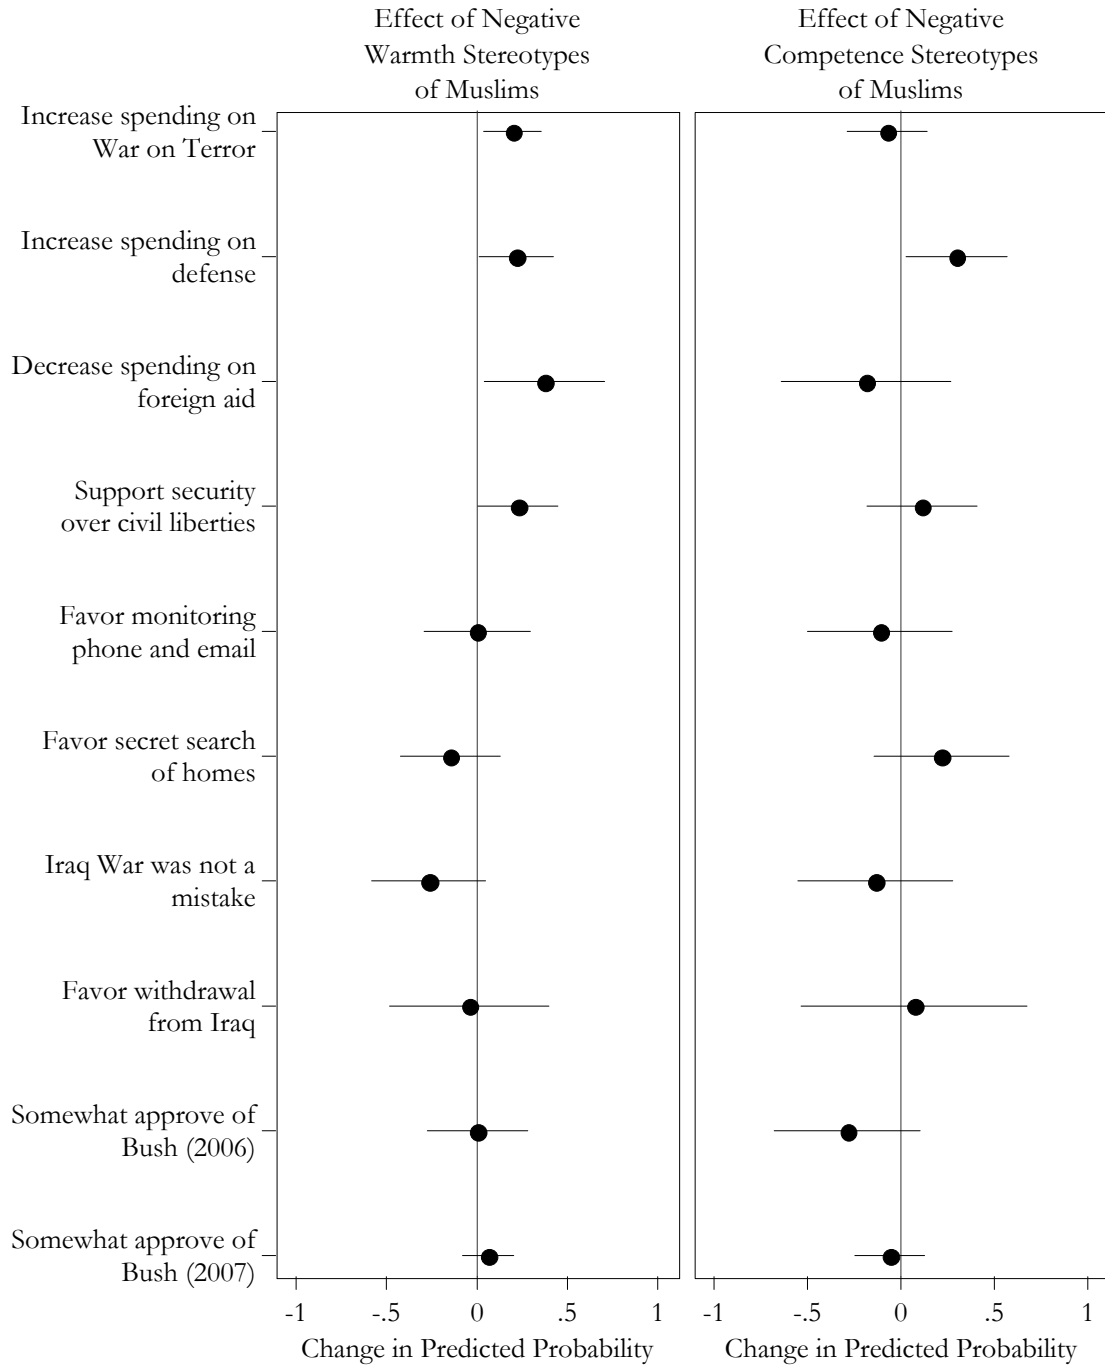 Effect of Negative
Warmth Stereotypes
of Muslims
Effect of Negative
Competence Stereotypes
of Muslims
Increase spending on
War on Terror
Increase spending on
defense
Decrease spending on
foreign aid
Support security
over civil liberties
Favor monitoring
phone and email
Favor secret search
of homes
Iraq War was not a
mistake
Favor withdrawal
from Iraq
Somewhat approve of
Bush (2006)
Somewhat approve of
Bush (2007)
-1 -.5 0 .5 1
Change in Predicted Probability
-1 -.5 0 .5 1
Change in Predicted Probability